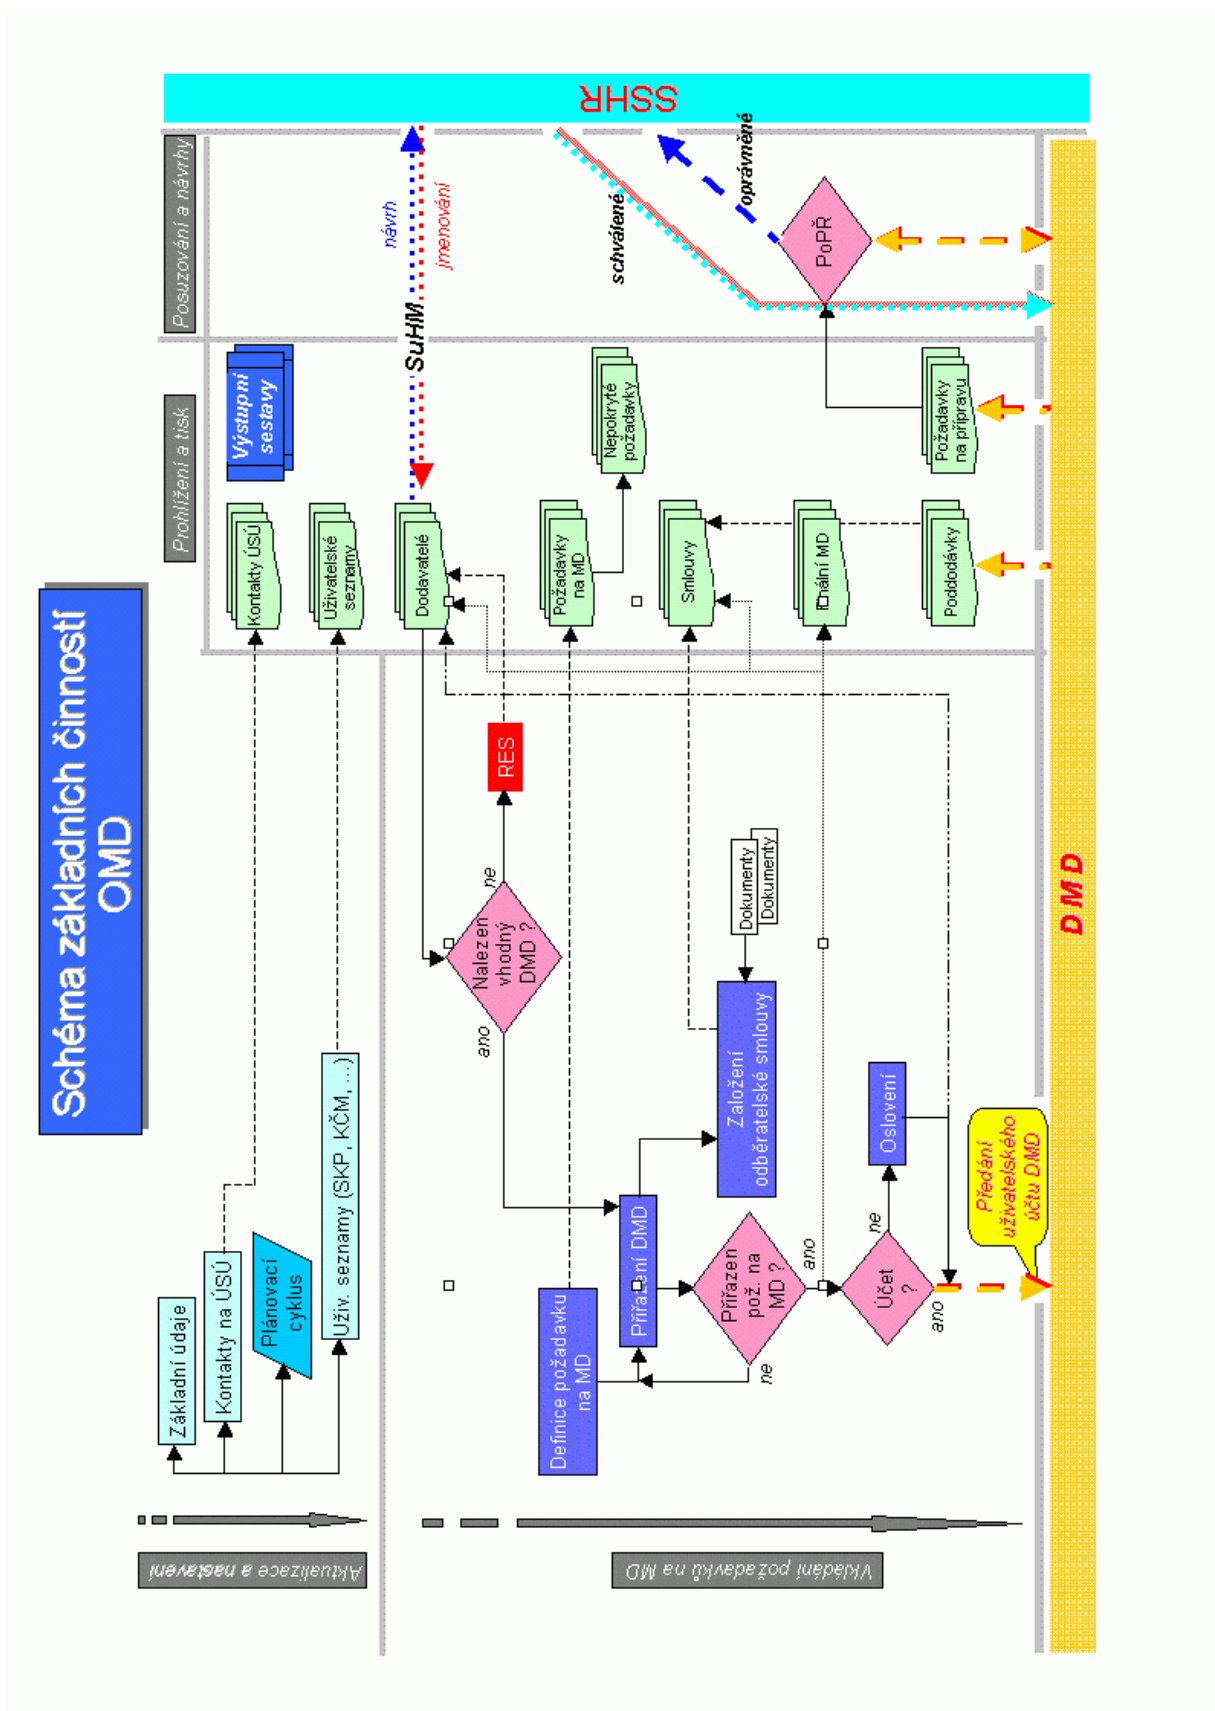 Schéma základních činností
OMD
Aktualizace a nastavení
Základní údaje
Kontakty na ÚSÚ
Plánovací
cyklus
Uživ. seznamy (SKP, KČM, ...)
Prohlížení a tisk
Kontakty ÚSÚ
Uživatelské
seznamy
Výstupní
sestavy
Posuzování a návrhy
SSHR
Vkládání požadavků na MD
Definice požadavku
na MD
Přiřazení DMD
Přiřazen
pož. na
MD ?
ne
ano
Účet
?
ne
ano
Oslovení
Předání
uživatelského
účtu DMD
Založení
odběratelské smlouvy
Dokumenty
Dokumenty
Nalezen
vhodný
DMD ?
ano
ne
RES
Dodavatelé
Požadavky
na MD
Nepokryté
požadavky
Smlouvy
Poddodávky
Požadavky
na přípravu
SuHM
návrh
jmenování
schválené
oprávněné
PoPŘ
DMD